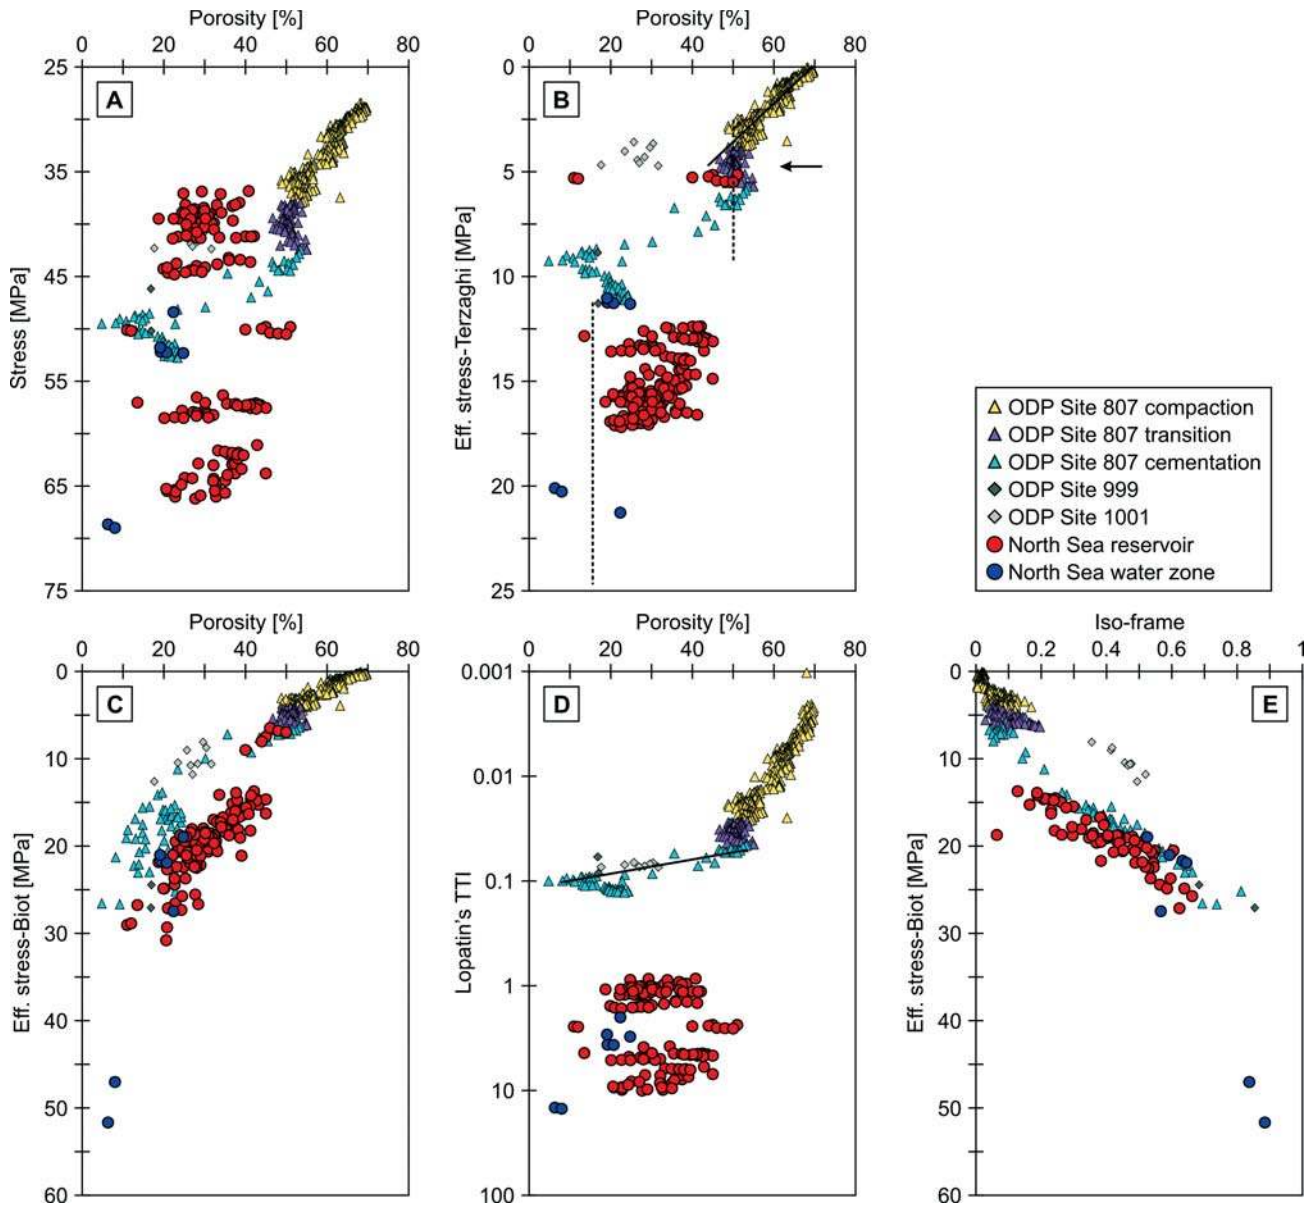 Porosity [%]
0 20 40 60 80
25
35
45
55
65
75
Stress [MPa]
A
Porosity [%]
0 20 40 60 80
0
5
10
15
20
25
Eff. stress-Terzaghi [MPa]
B
ODP Site 807 compaction
ODP Site 807 transition
ODP Site 807 cementation
ODP Site 999
ODP Site 1001
North Sea reservoir
North Sea water zone
Porosity [%]
0 20 40 60 80
0
10
20
30
40
50
60
Eff. stress-Biot [MPa]
C
Porosity [%]
0 20 40 60 80
0.001
0.01
0.1
1
10
100
Lopatin's TTI
D
Iso-frame
0 0.2 0.4 0.6 0.8 1
0
10
20
30
40
50
60
Eff. stress-Biot [MPa]
E